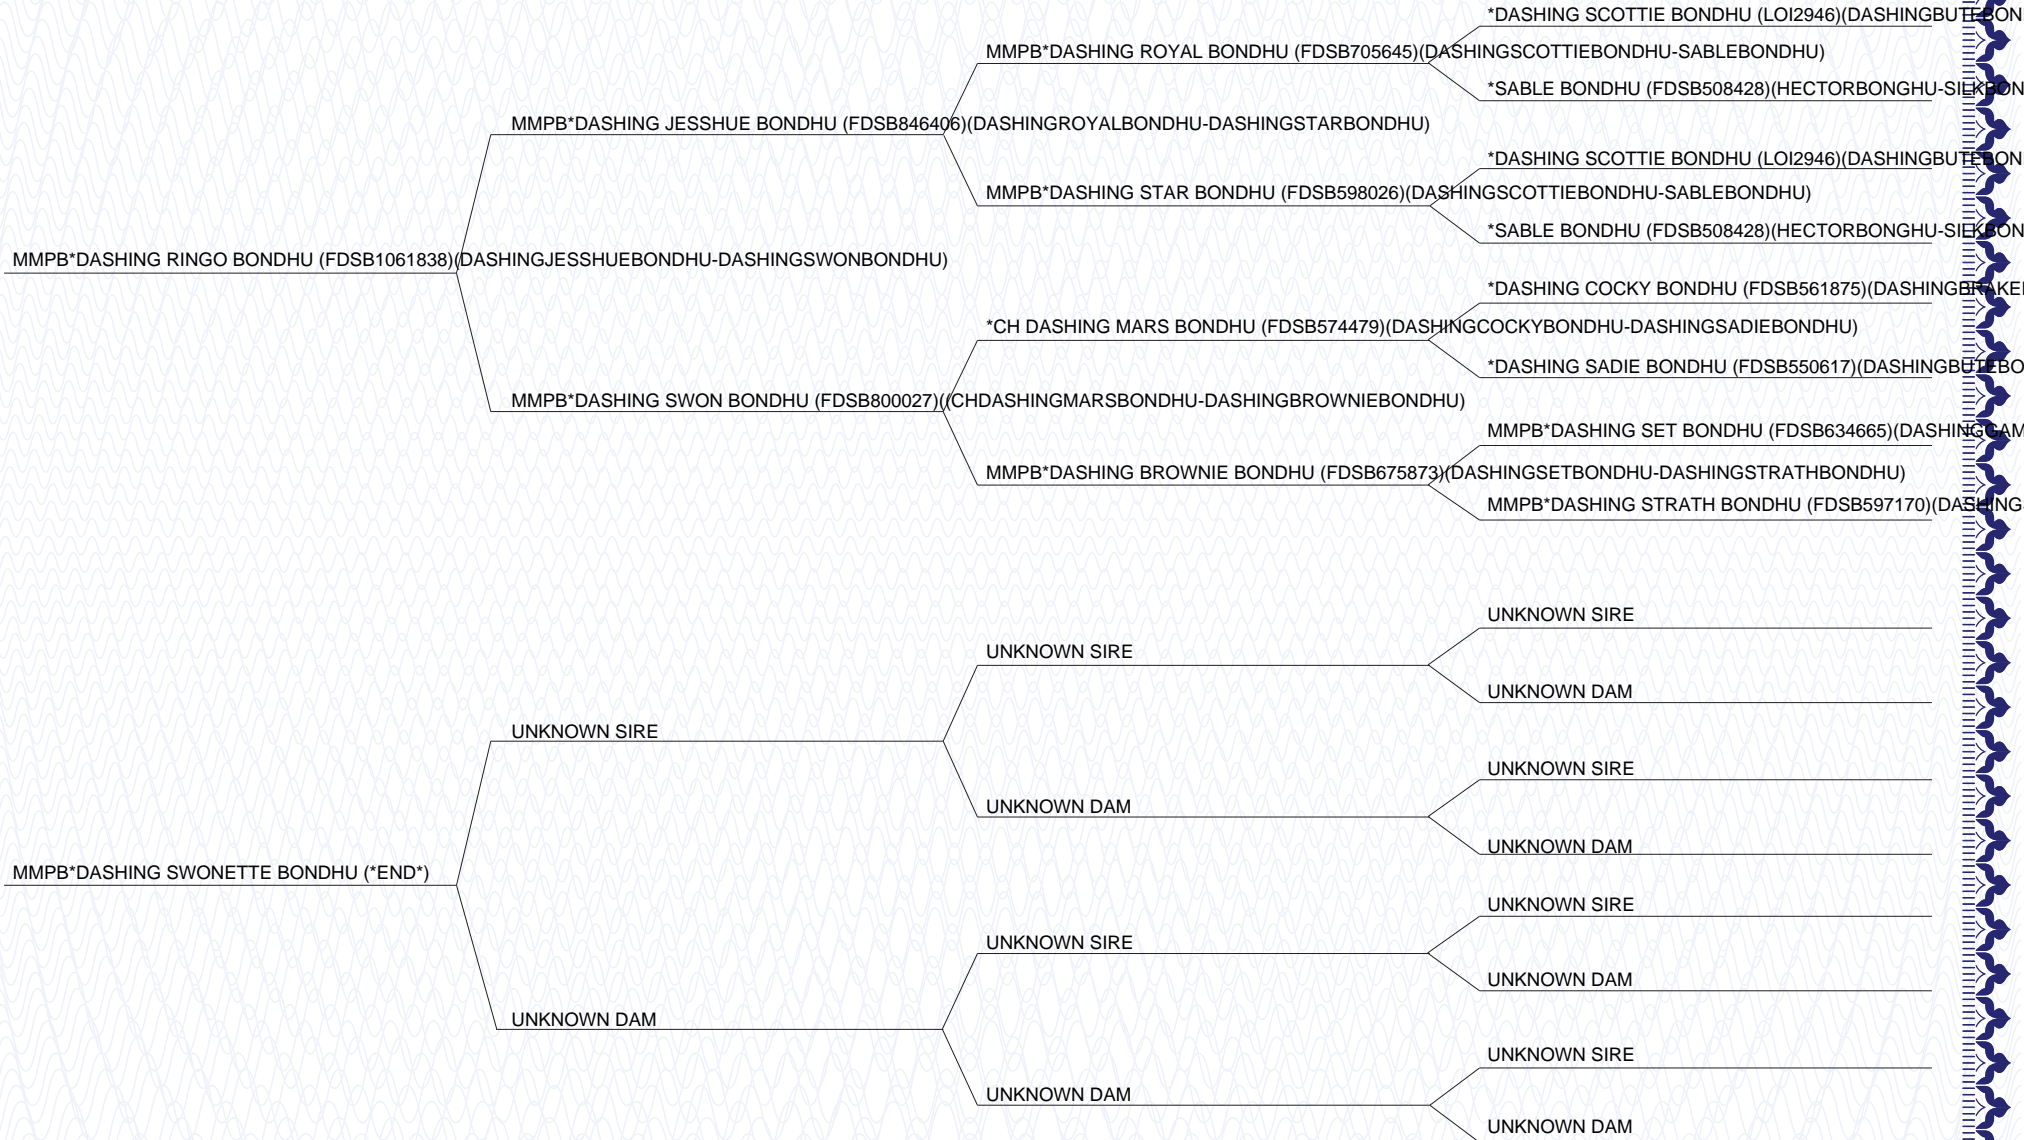 *DASHING SCOTTIE BONDHU (LOI2946)(DASHINGBUTEBON
MMPB*DASHING ROYAL BONDHU (FDSB705645)(DASHINGSCOTTIEBONDHU-SABLEBONDHU)
*SABLE BONDHU (FDSB508428)(HECTORBONGHU-SILKBON
MMPB*DASHING JESSHUE BONDHU (FDSB846406)(DASHINGROYALBONDHU-DASHINGSTARBONDHU)
*DASHING SCOTTIE BONDHU (LOI2946)(DASHINGBUTEBON
MMPB*DASHING STAR BONDHU (FDSB598026)(DASHINGSCOTTIEBONDHU-SABLEBONDHU)
*SABLE BONDHU (FDSB508428)(HECTORBONGHU-SILKBON
MMPB*DASHING RINGO BONDHU (FDSB1061838)(DASHINGJESSHUEBONDHU-DASHINGSWONBONDHU)
*DASHING COCKY BONDHU (FDSB561875)(DASHINGBRAKE
*CH DASHING MARS BONDHU (FDSB574479)(DASHINGCOCKYBONDHU-DASHINGSADIEBONDHU)
*DASHING SADIE BONDHU (FDSB550617)(DASHINGBUTEBO
MMPB*DASHING SWON BONDHU (FDSB800027)((CHDASHINGMARSBONDHU-DASHINGBROWNIEBONDHU)
MMPB*DASHING SET BONDHU (FDSB634665)(DASHINGGAM
MMPB*DASHING BROWNIE BONDHU (FDSB675873)(DASHINGSETBONDHU-DASHINGSTRATHBONDHU)
MMPB*DASHING STRATH BONDHU (FDSB597170)(DASHING
UNKNOWN SIRE
UNKNOWN SIRE
UNKNOWN DAM
UNKNOWN SIRE
UNKNOWN SIRE
UNKNOWN DAM
UNKNOWN DAM
MMPB*DASHING SWONETTE BONDHU (*END*)
UNKNOWN SIRE
UNKNOWN SIRE
UNKNOWN DAM
UNKNOWN DAM
UNKNOWN SIRE
UNKNOWN DAM
UNKNOWN DAM